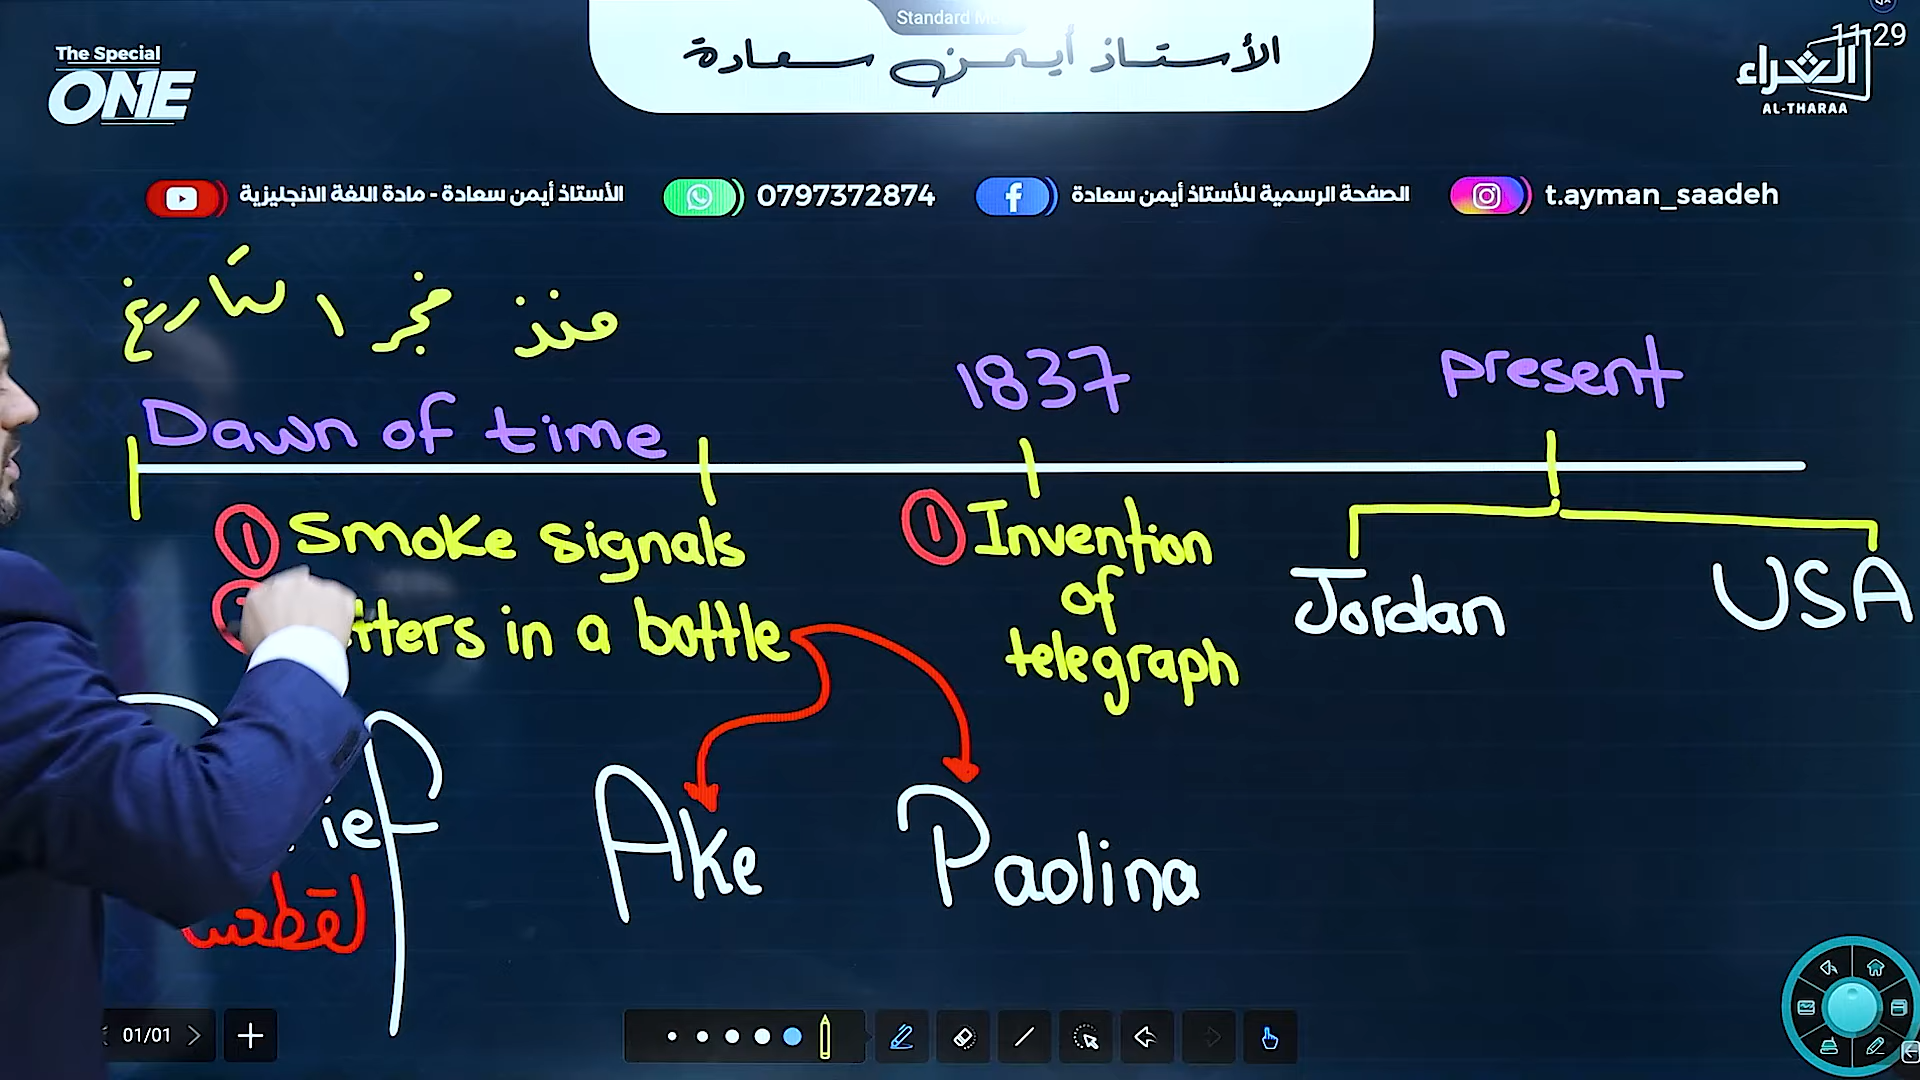 Standard Mo
11:29
The Special
ONE
الأستاذ أيمن سعادة
الثراء
AL-THARAA
الأستاذ أيمن سعادة - مادة اللغة الانجليزية
0797372874
الصفحة الرسمية للأستاذ أيمن سعادة
t.ayman_saadeh
منذ فجر التاريخ
Dawn of time
1837
present
① Smoke signals
① Invention
of
telegraph
Jordan
USA
tters in a bottle
ief
Ake
Paolina
01/01